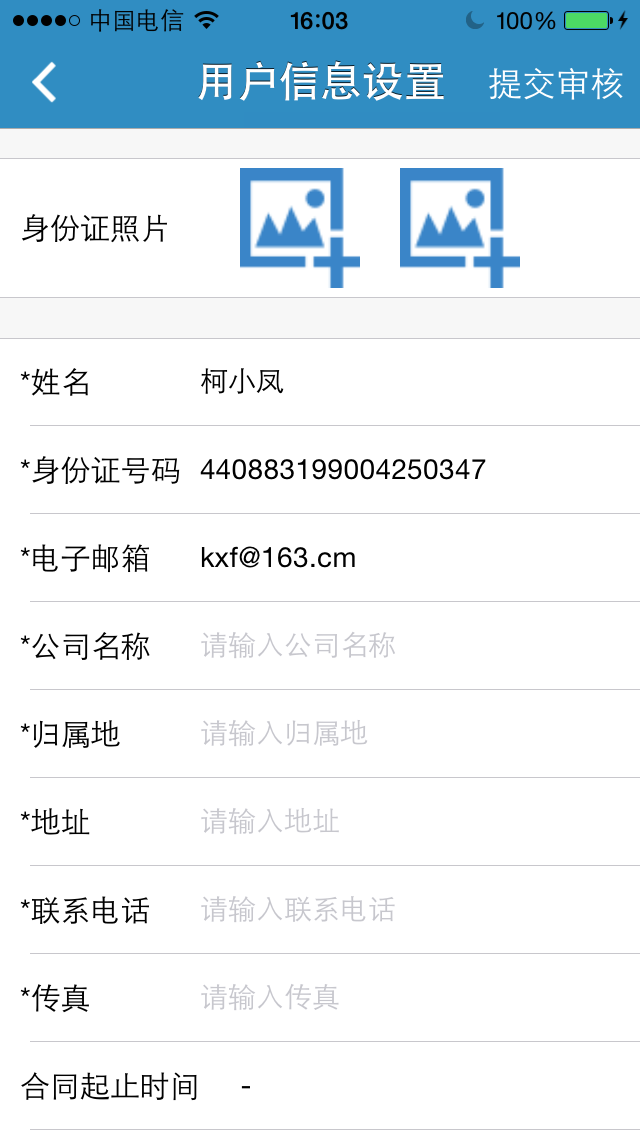 中国电信 16:03 100%
用户信息设置 提交审核
身份证照片
*姓名 柯小凤
*身份证号码 440883199004250347
*电子邮箱 kxf@163.cm
*公司名称 请输入公司名称
*归属地 请输入归属地
*地址 请输入地址
*联系电话 请输入联系电话
*传真 请输入传真
合同起止时间 -